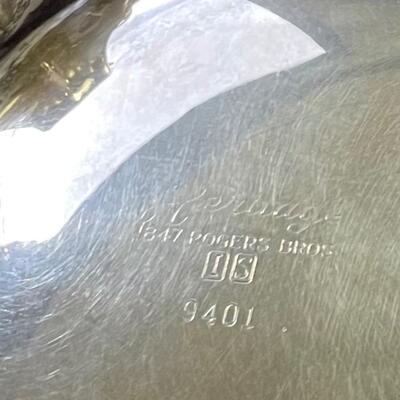 Heritage
1847 ROGERS BROS.
IS
9401